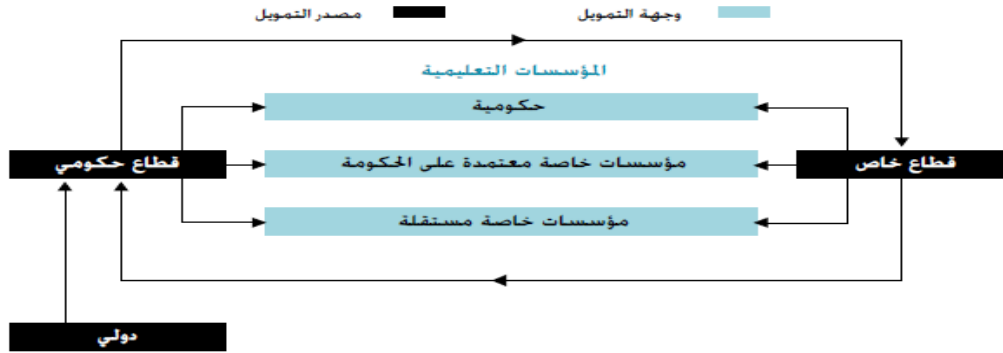 وجهة التمويل
مصدر التمويل
المؤسسات التعليمية
حكومية
قطاع خاص
مؤسسات خاصة معتمدة على الحكومة
قطاع حكومي
مؤسسات خاصة مستقلة
دولي